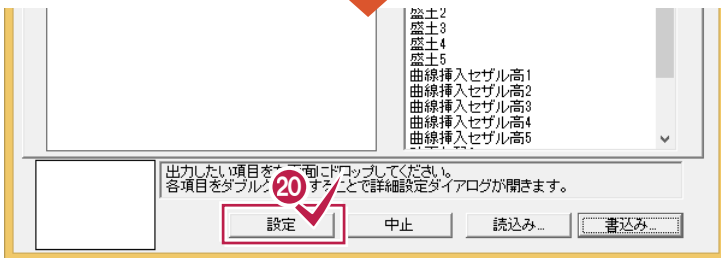 盛土2
盛土3
盛土4
盛土5
曲線挿入セザル高1
曲線挿入セザル高2
曲線挿入セザル高3
曲線挿入セザル高4
曲線挿入セザル高5
出力したい項目を 画面にドロップしてください。
各項目をダブルク することで詳細設定ダイアログが開きます。
20
設定
中止
読込み...
書込み...